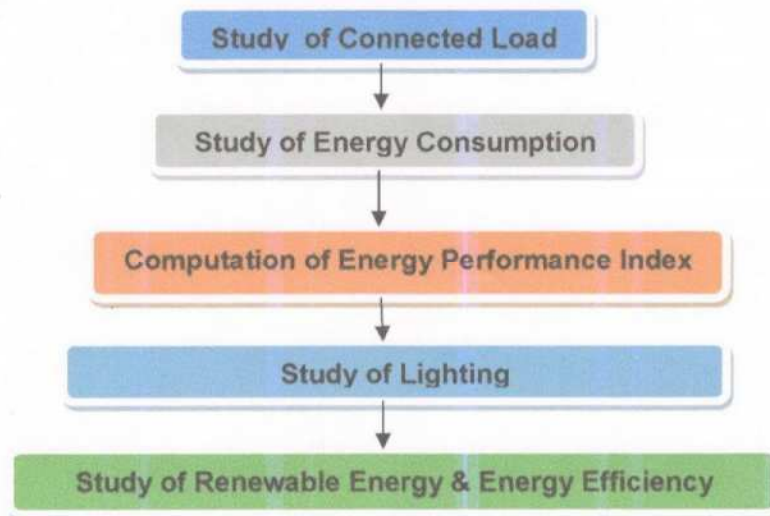 Study of Connected Load
Study of Energy Consumption
Computation of Energy Performance Index
Study of Lighting
Study of Renewable Energy & Energy Efficiency